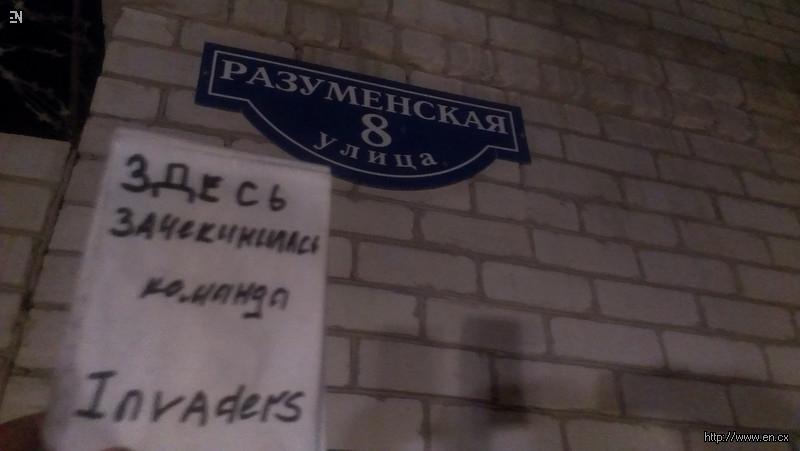 EN
РАЗУМЕНСКАЯ
8
улица
ЗДЕСЬ
ЗАЧЕКИНИЛАСЬ
команда
Invaders
http://www.en.cx